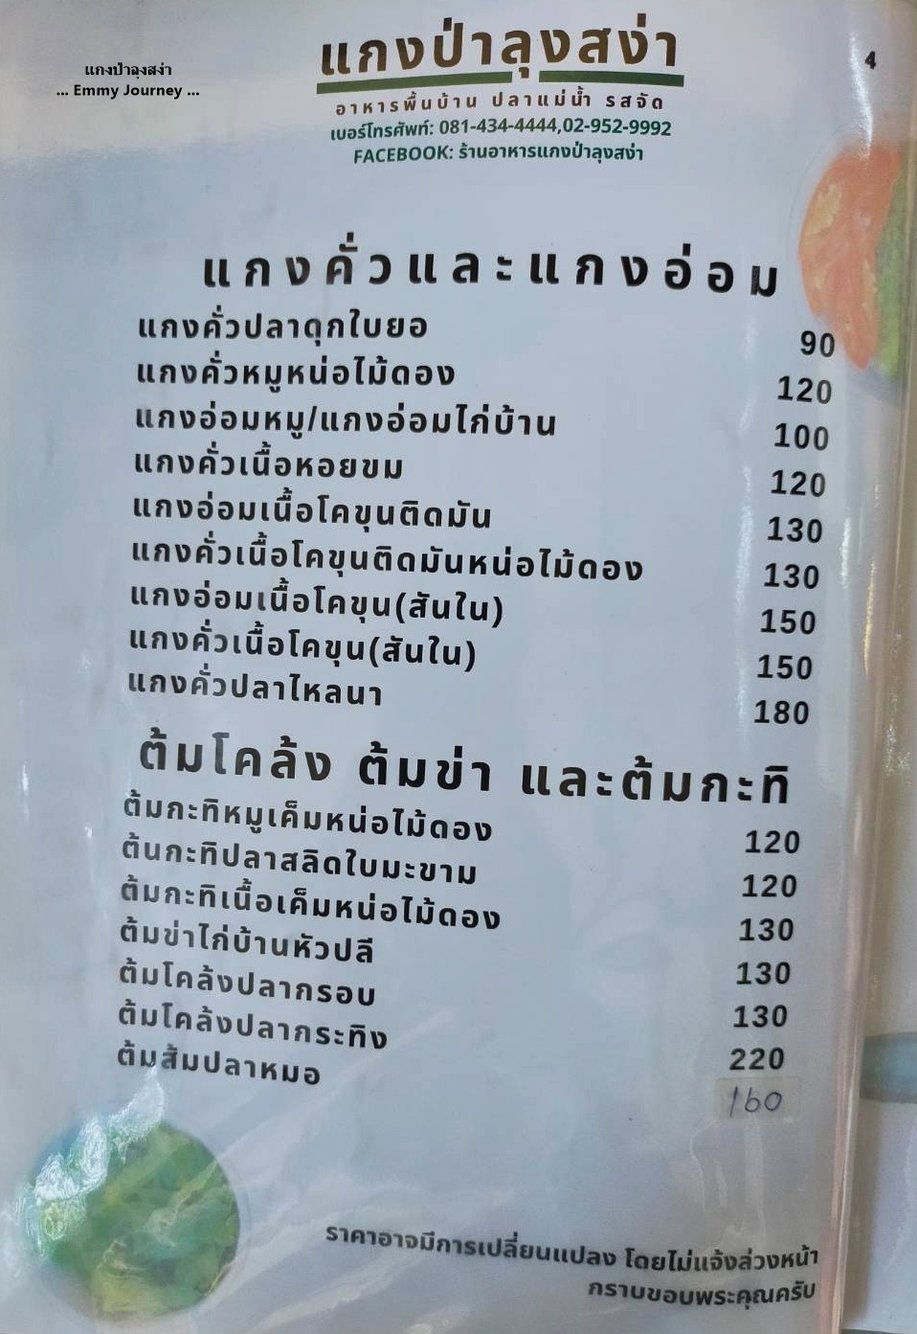 แกงป่าลุงสง่า
4
แกงป่าลุงสง่า
... Emmy Journey ...
อาหารพื้นบ้าน ปลาแม่น้ำ รสจัด
เบอร์โทรศัพท์: 081-434-4444,02-952-9992
FACEBOOK: ร้านอาหารแกงป่าลุงสง่า
แกงคั่วและแกงอ่อม
แกงคั่วปลาดุกใบยอ 90
แกงคั่วหมูหน่อไม้ดอง 120
แกงอ่อมหมู/แกงอ่อมไก่บ้าน 100
แกงคั่วเนื้อหอยขม 120
แกงอ่อมเนื้อโคขุนติดมัน 130
แกงคั่วเนื้อโคขุนติดมันหน่อไม้ดอง 130
แกงอ่อมเนื้อโคขุน(สันใน) 150
แกงคั่วเนื้อโคขุน(สันใน) 150
แกงคั่วปลาไหลนา 180
ต้มโคล้ง ต้มข่า และต้มกะทิ
ต้มกะทิหมูเค็มหน่อไม้ดอง 120
ต้นกะทิปลาสลิดใบมะขาม 120
ต้มกะทิเนื้อเค็มหน่อไม้ดอง 130
ต้มข่าไก่บ้านหัวปลี 130
ต้มโคล้งปลากรอบ 130
ต้มโคล้งปลากระทิง 220
ต้มส้มปลาหมอ 160
ราคาอาจมีการเปลี่ยนแปลง โดยไม่แจ้งล่วงหน้า
กราบขอบพระคุณครับ